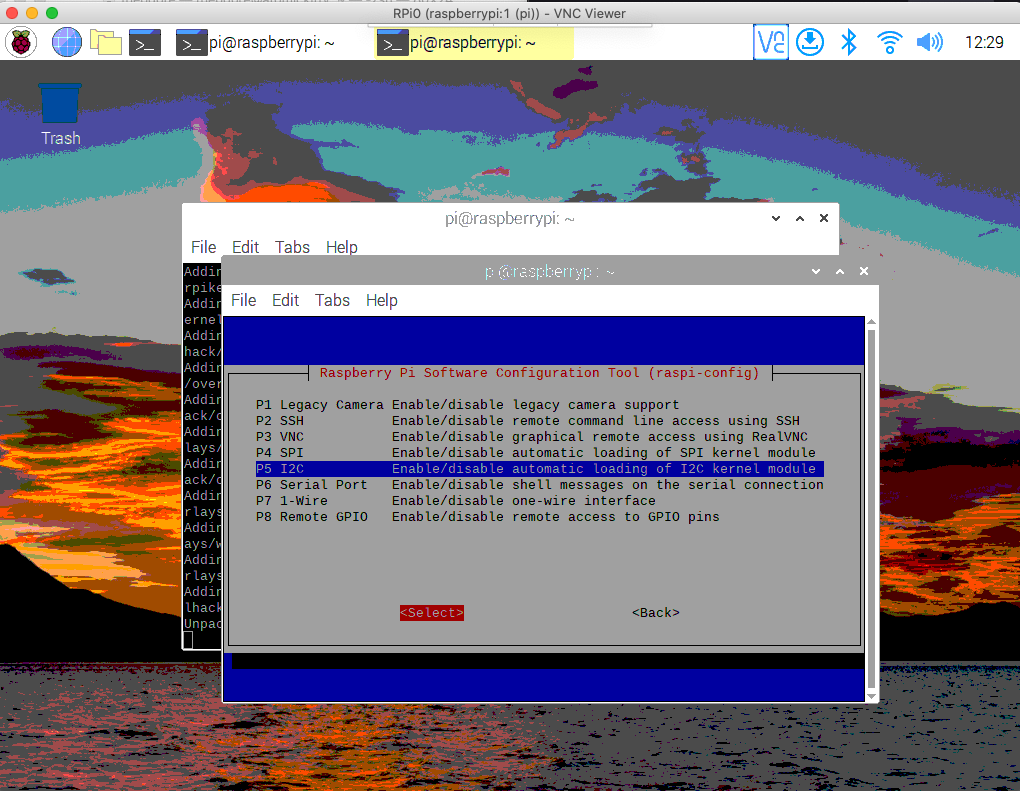 RPi0 (raspberrypi:1 (pi)) - VNC Viewer
pi@raspberrypi: ~
pi@raspberrypi: ~
12:29
Trash
pi@raspberrypi: ~
File Edit Tabs Help
Addin
rpike
Addin
ernel
Addin
hack/
Addin
/over
Addin
ack/o
Addin
lays/
Addin
ack/o
Addin
rlays
Addin
ays/w
Addin
rlays
Addin
lhack
Unpac
pi@raspberrypi: ~
File Edit Tabs Help
Raspberry Pi Software Configuration Tool (raspi-config)
P1 Legacy Camera Enable/disable legacy camera support
P2 SSH Enable/disable remote command line access using SSH
P3 VNC Enable/disable graphical remote access using RealVNC
P4 SPI Enable/disable automatic loading of SPI kernel module
P5 I2C Enable/disable automatic loading of I2C kernel module
P6 Serial Port Enable/disable shell messages on the serial connection
P7 1-Wire Enable/disable one-wire interface
P8 Remote GPIO Enable/disable remote access to GPIO pins
<Select> <Back>